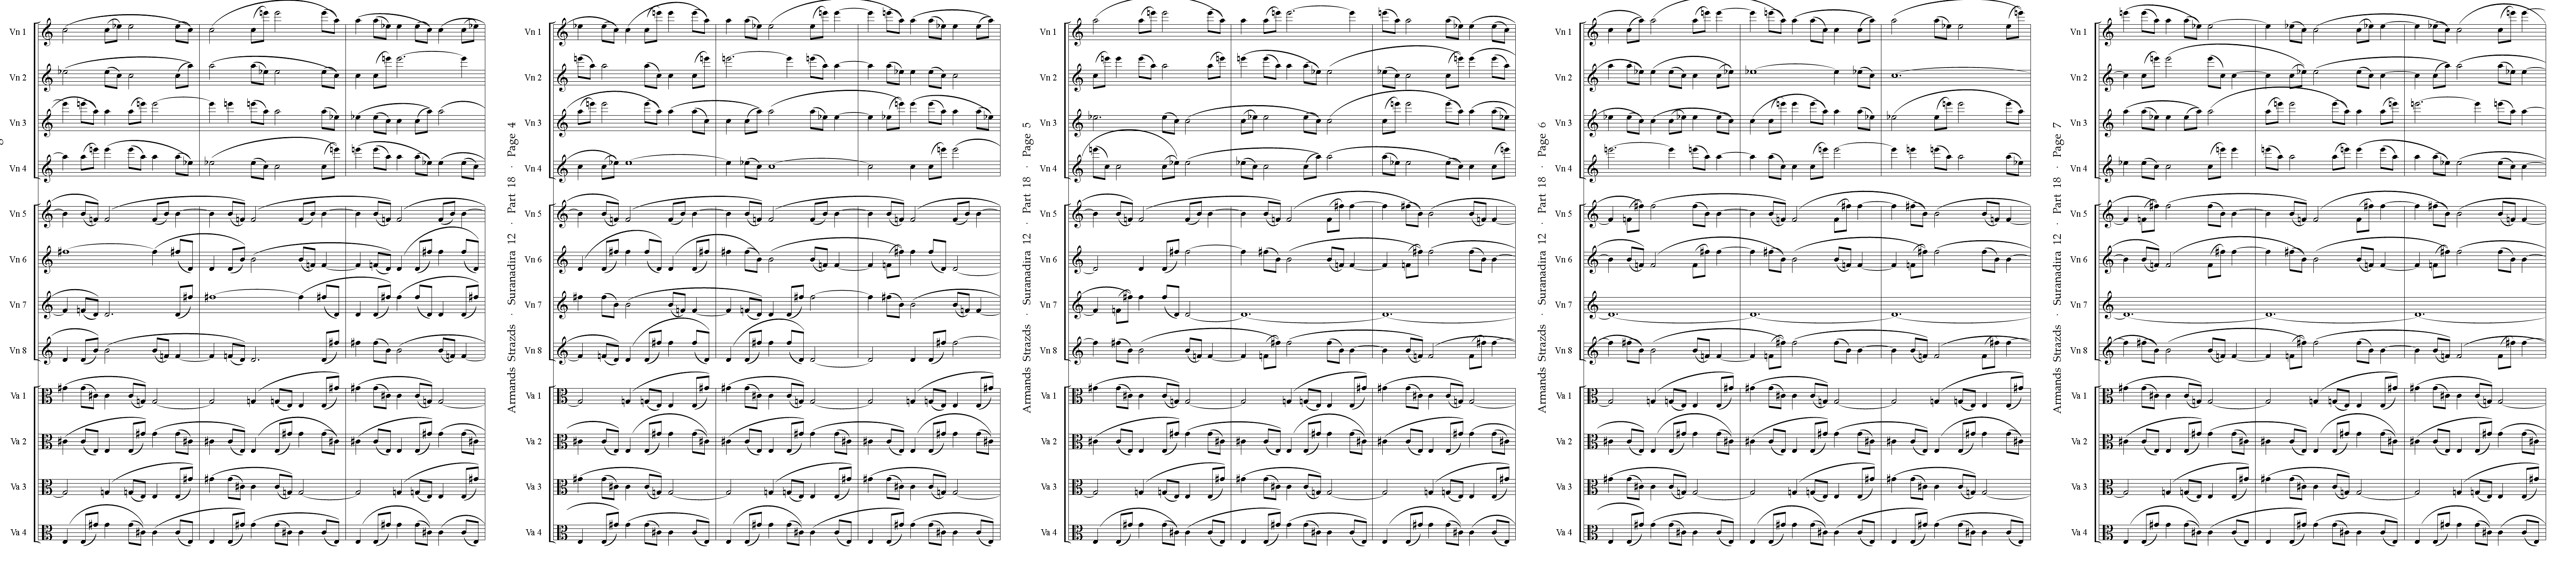 Vn 1
Vn 2
Vn 3
Vn 4
Vn 5
Vn 6
Vn 7
Vn 8
Va 1
Va 2
Va 3
Va 4
Armands Strazds · Suranadira 12 · Part 18 · Page 4
Vn 1
Vn 2
Vn 3
Vn 4
Vn 5
Vn 6
Vn 7
Vn 8
Va 1
Va 2
Va 3
Va 4
Armands Strazds · Suranadira 12 · Part 18 · Page 5
Vn 1
Vn 2
Vn 3
Vn 4
Vn 5
Vn 6
Vn 7
Vn 8
Va 1
Va 2
Va 3
Va 4
Armands Strazds · Suranadira 12 · Part 18 · Page 6
Vn 1
Vn 2
Vn 3
Vn 4
Vn 5
Vn 6
Vn 7
Vn 8
Va 1
Va 2
Va 3
Va 4
Armands Strazds · Suranadira 12 · Part 18 · Page 7
Vn 1
Vn 2
Vn 3
Vn 4
Vn 5
Vn 6
Vn 7
Vn 8
Va 1
Va 2
Va 3
Va 4